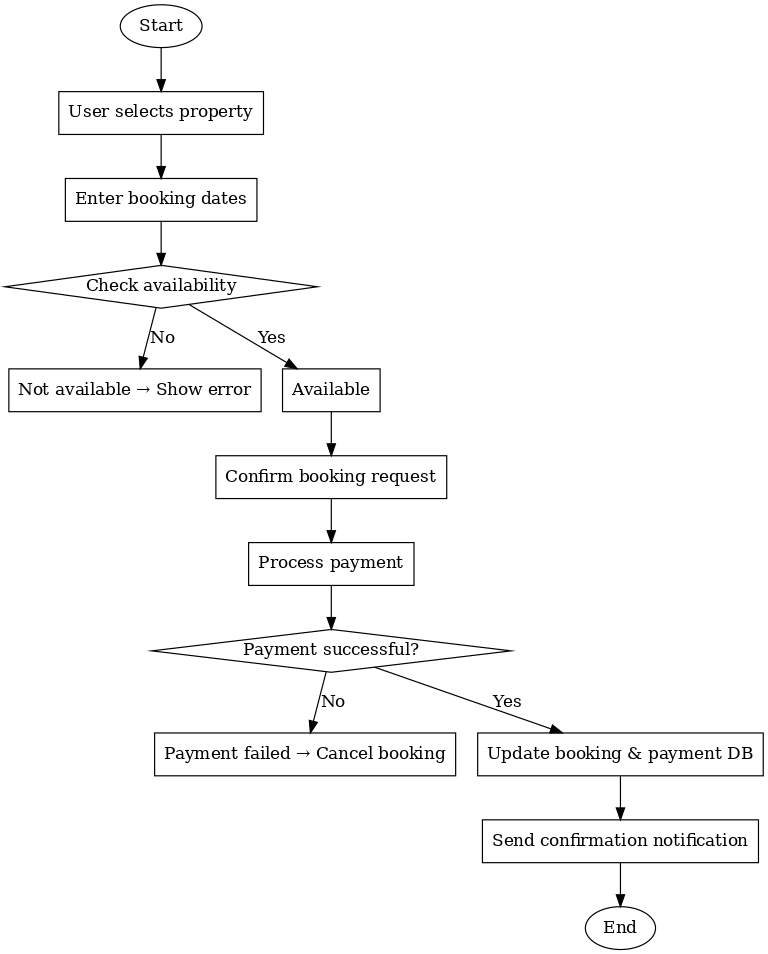 Start
User selects property
Enter booking dates
Check availability
No
Yes
Not available → Show error
Available
Confirm booking request
Process payment
Payment successful?
No
Yes
Payment failed → Cancel booking
Update booking & payment DB
Send confirmation notification
End